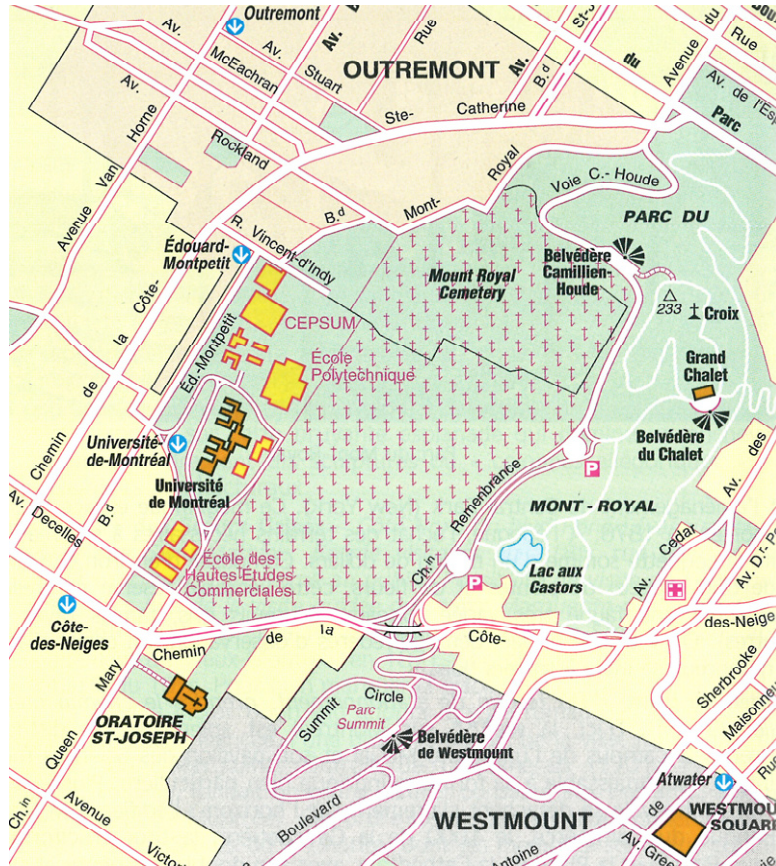 Outremont
Av.
McEachran
Av.
Stuart
Av.
Rue
OUTREMONT
Av.
B.d
St-
du
Avenue
du
Rue
Av. de l'Esp
Parc
Ste-
Catherine
Av.
Rockland
Avenue Van Horne
Royal
Mont-
B.d
Voie C.- Houde
PARC DU
R. Vincent-d'Indy
Édouard-
Montpetit
Côte-
la
de
Chemin
Mount Royal
Cemetery
Belvédère
Camillien-
Houde
233
Croix
CEPSUM
Éd.-Montpetit
École
Polytechnique
Grand
Chalet
Belvédère
du Chalet
Université-
de-Montréal
Université
de Montréal
B.d
Av. Decelles
P
Remembrance
Ch.in
MONT - ROYAL
Av. des
Av. Cedar
Lac aux
Castors
P
École des
Hautes Études
Commerciales
Côte-
des-Neiges
Chemin
de
la
Côte-
des-Neige
Mary
Queen
Ch.in
ORATOIRE
ST-JOSEPH
Summit
Circle
Parc
Summit
Belvédère
de Westmount
Sherbrooke
Maisonneu
Rue
Atwater
de
WESTMOU
SQUARE
Avenue
Victori
Boulevard
WESTMOUNT
Antoine
Av. Gree